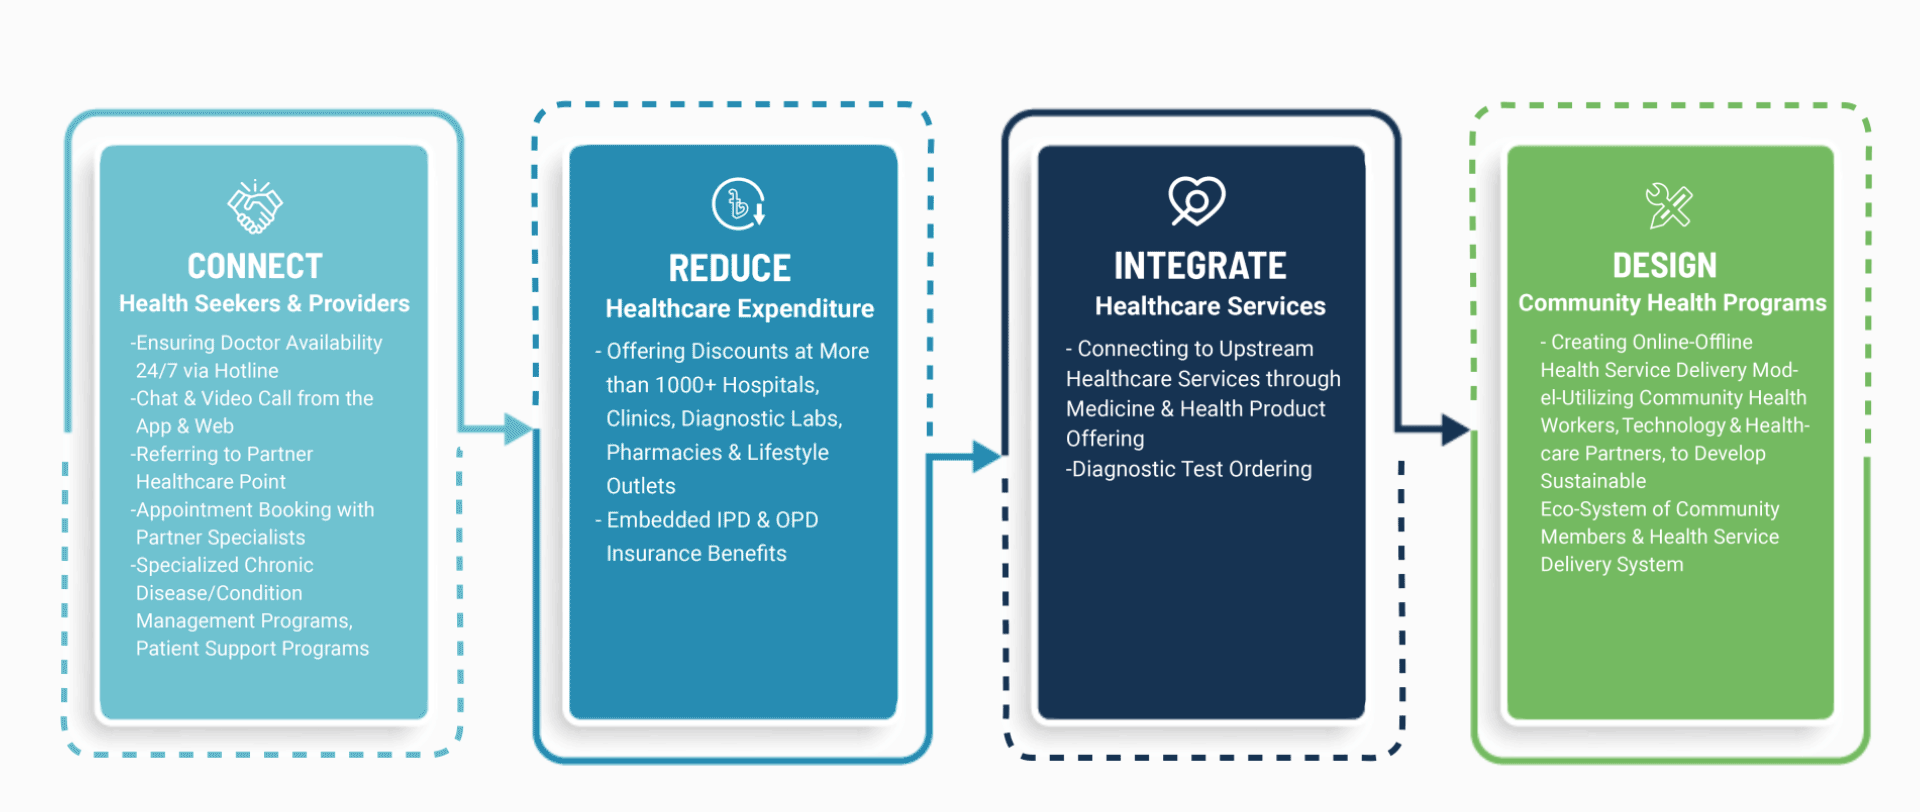 CONNECT
Health Seekers & Providers
-Ensuring Doctor Availability
24/7 via Hotline
-Chat & Video Call from the
App & Web
-Referring to Partner
Healthcare Point
-Appointment Booking with
Partner Specialists
-Specialized Chronic
Disease/Condition
Management Programs,
Patient Support Programs
৳
REDUCE
Healthcare Expenditure
- Offering Discounts at More
than 1000+ Hospitals,
Clinics, Diagnostic Labs,
Pharmacies & Lifestyle
Outlets
- Embedded IPD & OPD
Insurance Benefits
INTEGRATE
Healthcare Services
- Connecting to Upstream
Healthcare Services through
Medicine & Health Product
Offering
-Diagnostic Test Ordering
DESIGN
Community Health Programs
- Creating Online-Offline
Health Service Delivery Mod-
el-Utilizing Community Health
Workers, Technology & Health-
care Partners, to Develop
Sustainable
Eco-System of Community
Members & Health Service
Delivery System